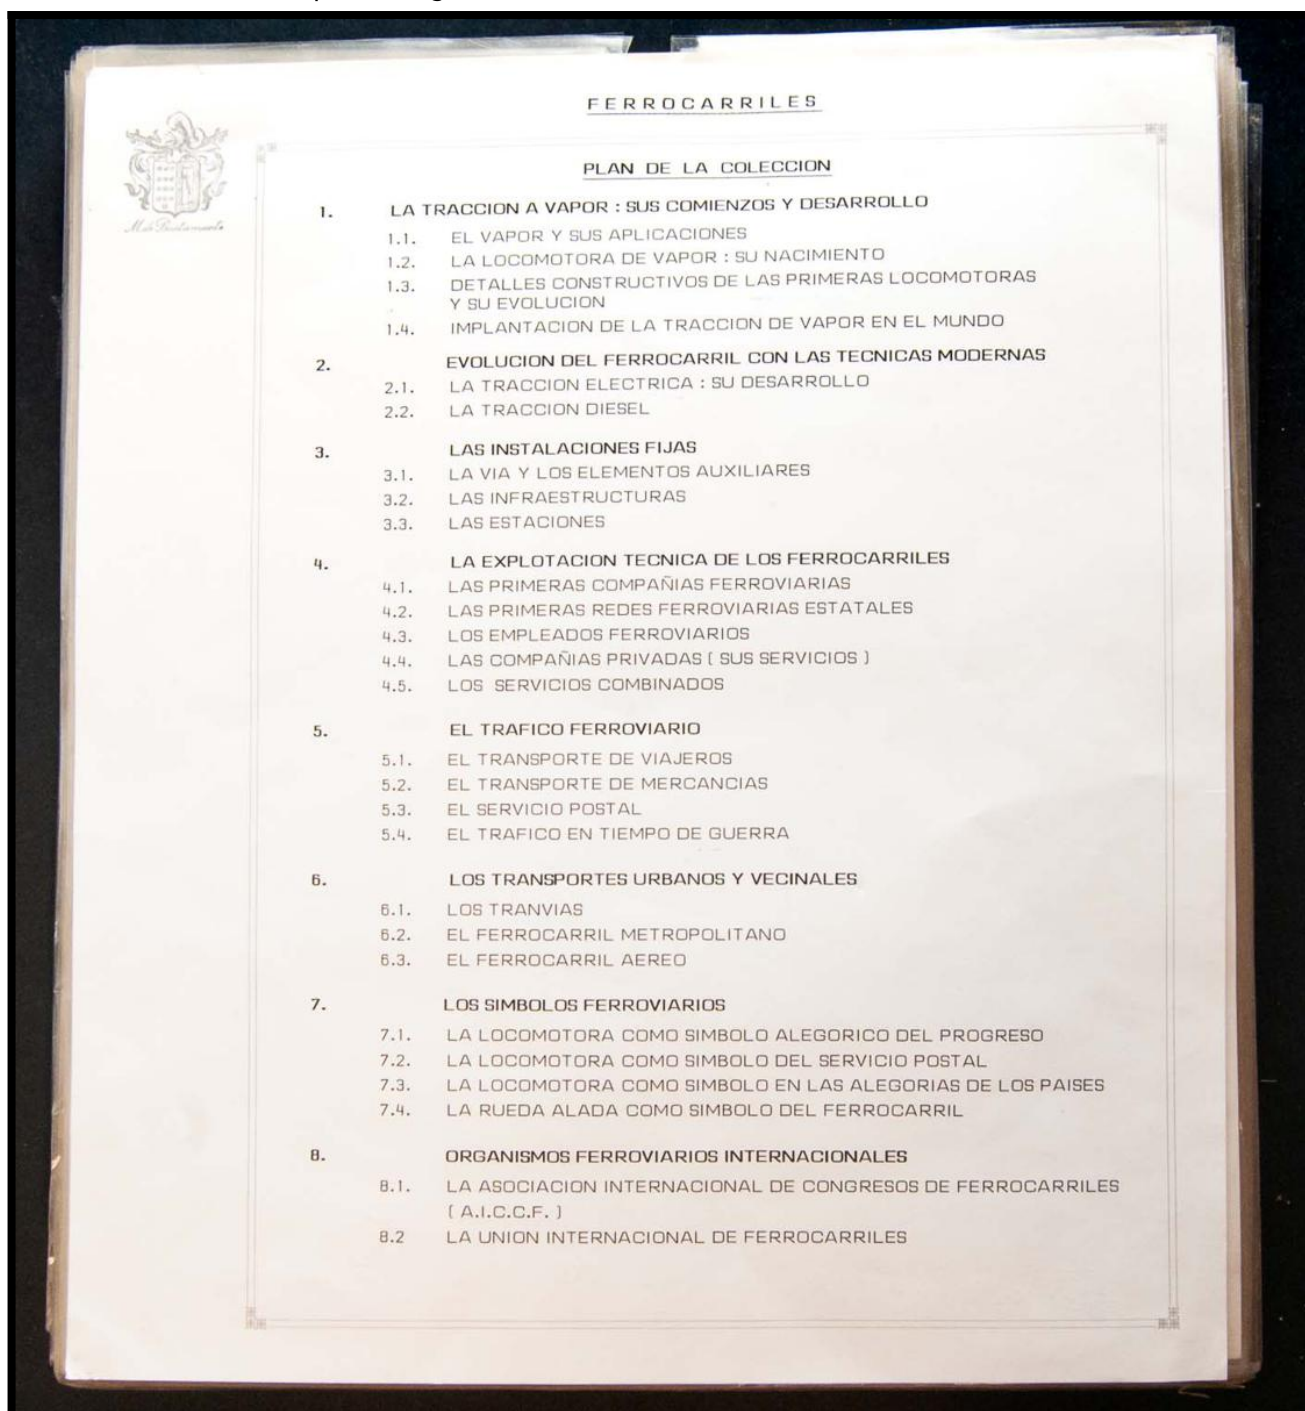 FERROCARRILES
PLAN DE LA COLECCION
1. LA TRACCION A VAPOR : SUS COMIENZOS Y DESARROLLO
1.1. EL VAPOR Y SUS APLICACIONES
1.2. LA LOCOMOTORA DE VAPOR : SU NACIMIENTO
1.3. DETALLES CONSTRUCTIVOS DE LAS PRIMERAS LOCOMOTORAS
Y SU EVOLUCION
1.4. IMPLANTACION DE LA TRACCION DE VAPOR EN EL MUNDO
2. EVOLUCION DEL FERROCARRIL CON LAS TECNICAS MODERNAS
2.1. LA TRACCION ELECTRICA : SU DESARROLLO
2.2. LA TRACCION DIESEL
3. LAS INSTALACIONES FIJAS
3.1. LA VIA Y LOS ELEMENTOS AUXILIARES
3.2. LAS INFRAESTRUCTURAS
3.3. LAS ESTACIONES
4. LA EXPLOTACION TECNICA DE LOS FERROCARRILES
4.1. LAS PRIMERAS COMPAÑIAS FERROVIARIAS
4.2. LAS PRIMERAS REDES FERROVIARIAS ESTATALES
4.3. LOS EMPLEADOS FERROVIARIOS
4.4. LAS COMPAÑIAS PRIVADAS ( SUS SERVICIOS )
4.5. LOS SERVICIOS COMBINADOS
5. EL TRAFICO FERROVIARIO
5.1. EL TRANSPORTE DE VIAJEROS
5.2. EL TRANSPORTE DE MERCANCIAS
5.3. EL SERVICIO POSTAL
5.4. EL TRAFICO EN TIEMPO DE GUERRA
6. LOS TRANSPORTES URBANOS Y VECINALES
6.1. LOS TRANVIAS
6.2. EL FERROCARRIL METROPOLITANO
6.3. EL FERROCARRIL AEREO
7. LOS SIMBOLOS FERROVIARIOS
7.1. LA LOCOMOTORA COMO SIMBOLO ALEGORICO DEL PROGRESO
7.2. LA LOCOMOTORA COMO SIMBOLO DEL SERVICIO POSTAL
7.3. LA LOCOMOTORA COMO SIMBOLO EN LAS ALEGORIAS DE LOS PAISES
7.4. LA RUEDA ALADA COMO SIMBOLO DEL FERROCARRIL
8. ORGANISMOS FERROVIARIOS INTERNACIONALES
8.1. LA ASOCIACION INTERNACIONAL DE CONGRESOS DE FERROCARRILES
( A.I.C.C.F. )
8.2 LA UNION INTERNACIONAL DE FERROCARRILES